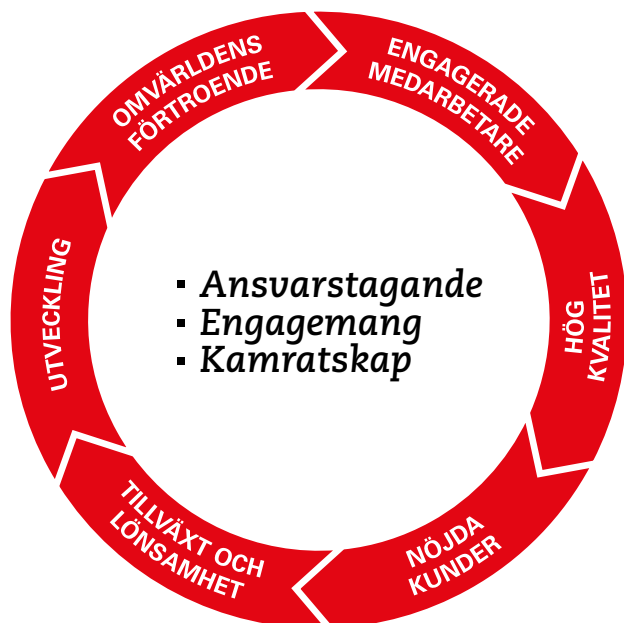 OMVÄRLDENS
FÖRTROENDE
ENGAGERADE
MEDARBETARE
HÖG
KVALITET
NÖJDA
KUNDER
TILLVÄXT OCH
LÖNSAMHET
UTVECKLING
▪ Ansvarstagande
▪ Engagemang
▪ Kamratskap